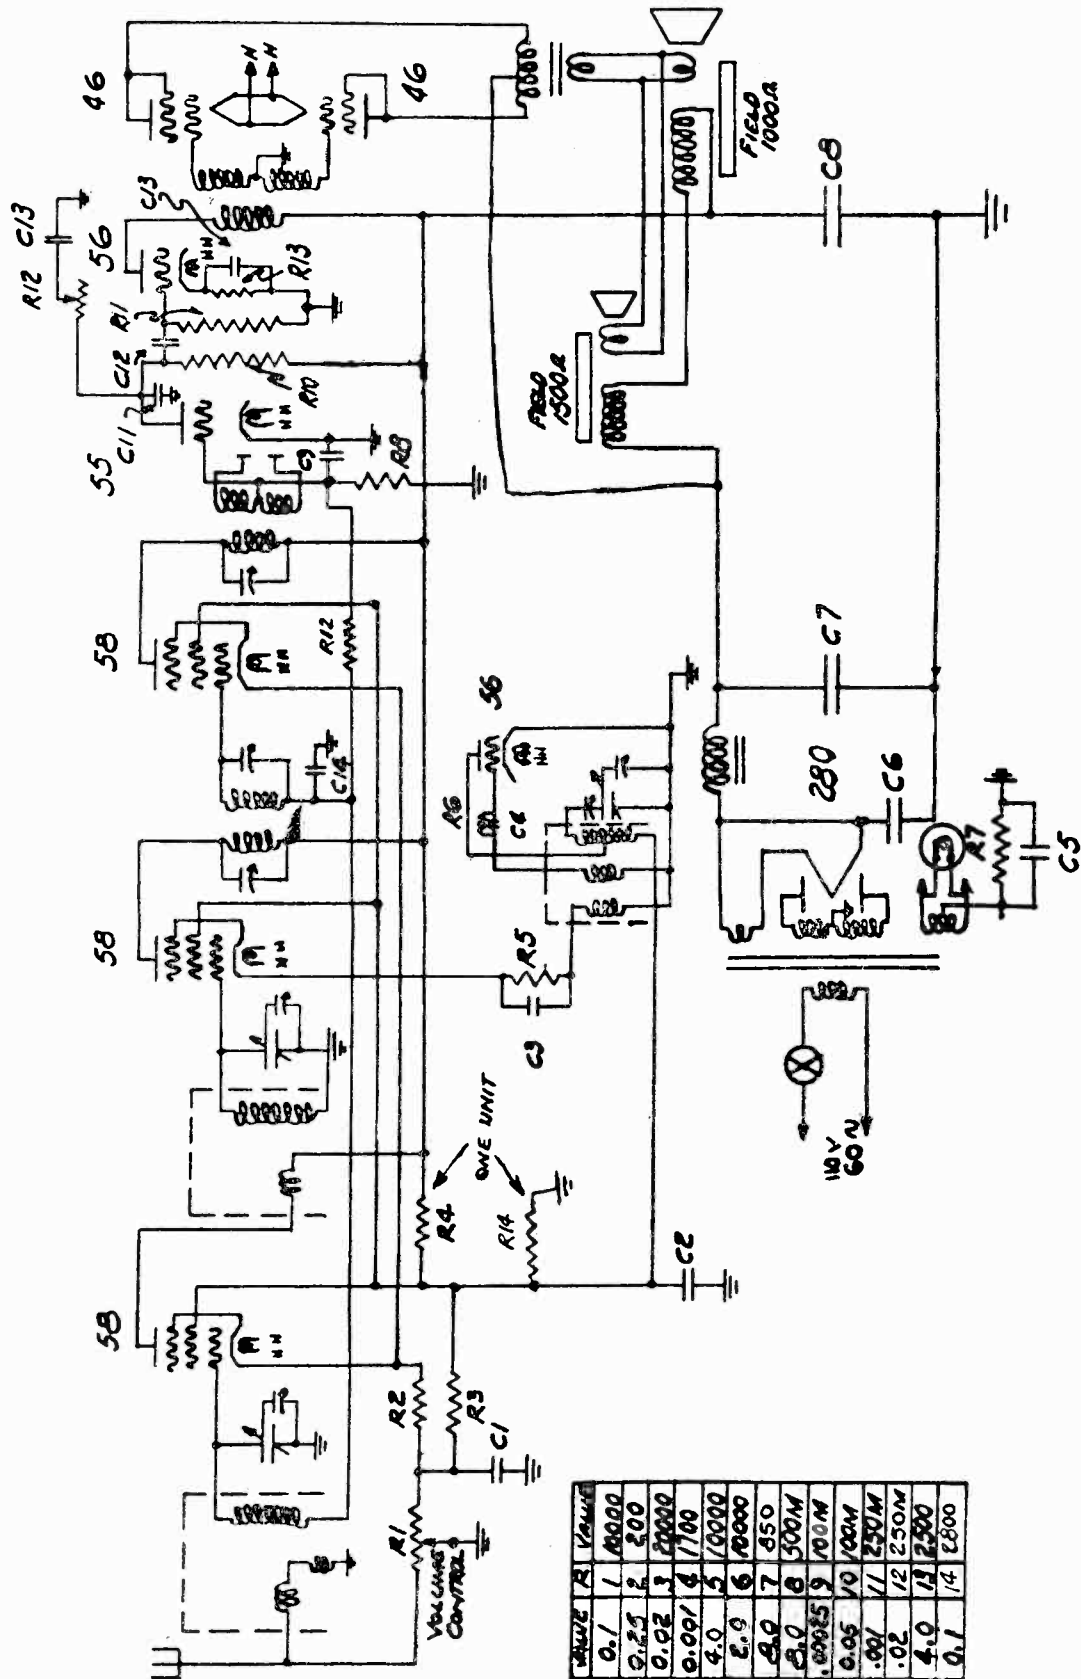 46
46
C13
R12
56
C13
R13
R11
C12
R10
C11
55
C9
R8
58
R12
C14
58
56
R6
C4
R5
C3
58
R4
ONE UNIT
R14
C2
R2
R3
C1
R1
VOLUME
CONTROL
FIELD
1000Ω
FIELD
1500Ω
C8
C7
280
C6
R7
C5
110V
60N
VALUE R VALUE
0.1 1 10000
0.25 2 200
0.02 3 20000
0.001 4 1700
4.0 5 10000
2.0 6 10000
8.0 7 850
8.0 8 500M
.00025 9 100M
0.05 10 100M
.001 11 250M
.02 12 250M
4.0 13 2500
0.1 14 2800